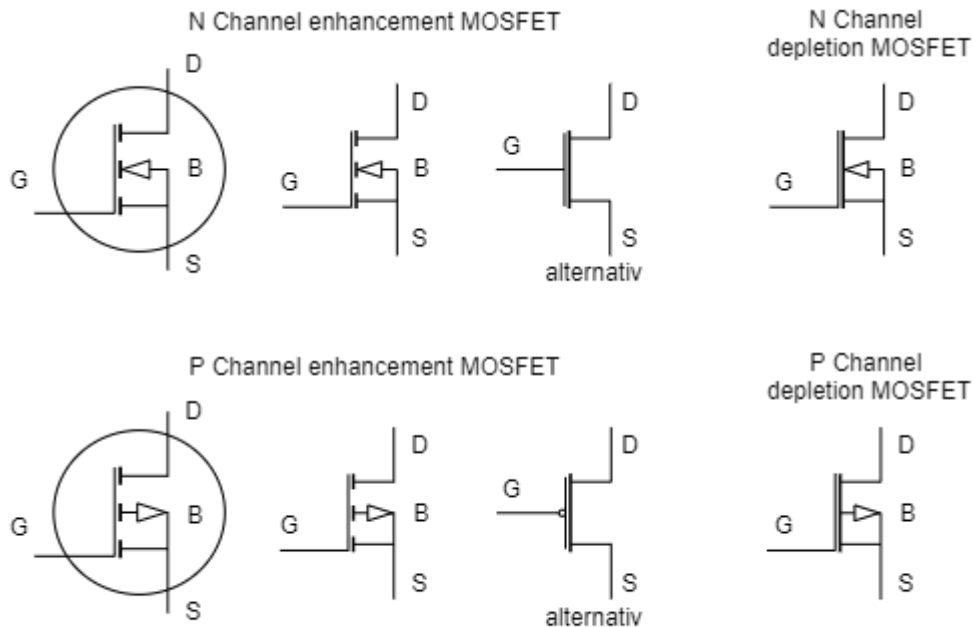 N Channel enhancement MOSFET
N Channel
depletion MOSFET
D
G
B
S
D
G
B
S
D
G
S
alternativ
D
G
B
S
P Channel enhancement MOSFET
P Channel
depletion MOSFET
D
G
B
S
D
G
B
S
D
G
S
alternativ
D
G
B
S